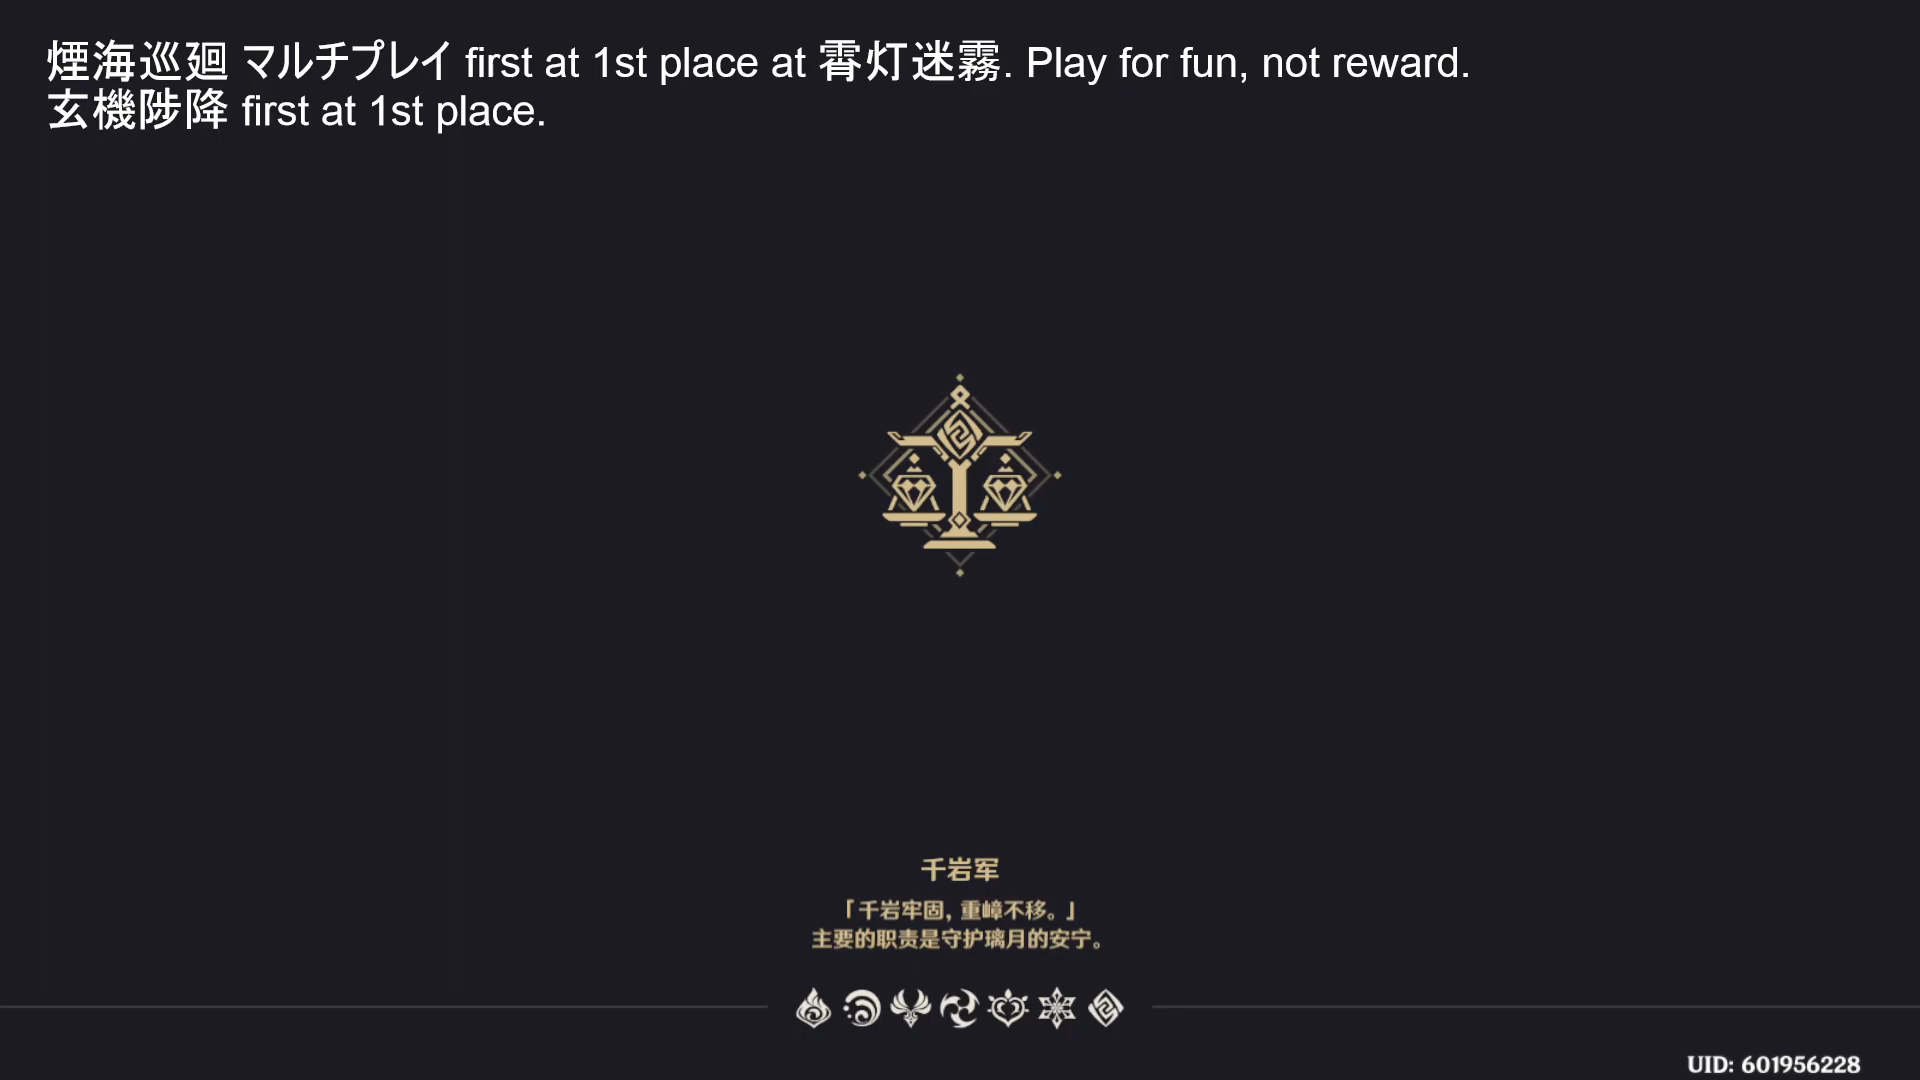 煙海巡廻 マルチプレイ first at 1st place at 霄灯迷霧. Play for fun, not reward.
玄機陟降 first at 1st place.
千岩军
「千岩牢固，重嶂不移。」
主要的职责是守护璃月的安宁。
UID: 601956228